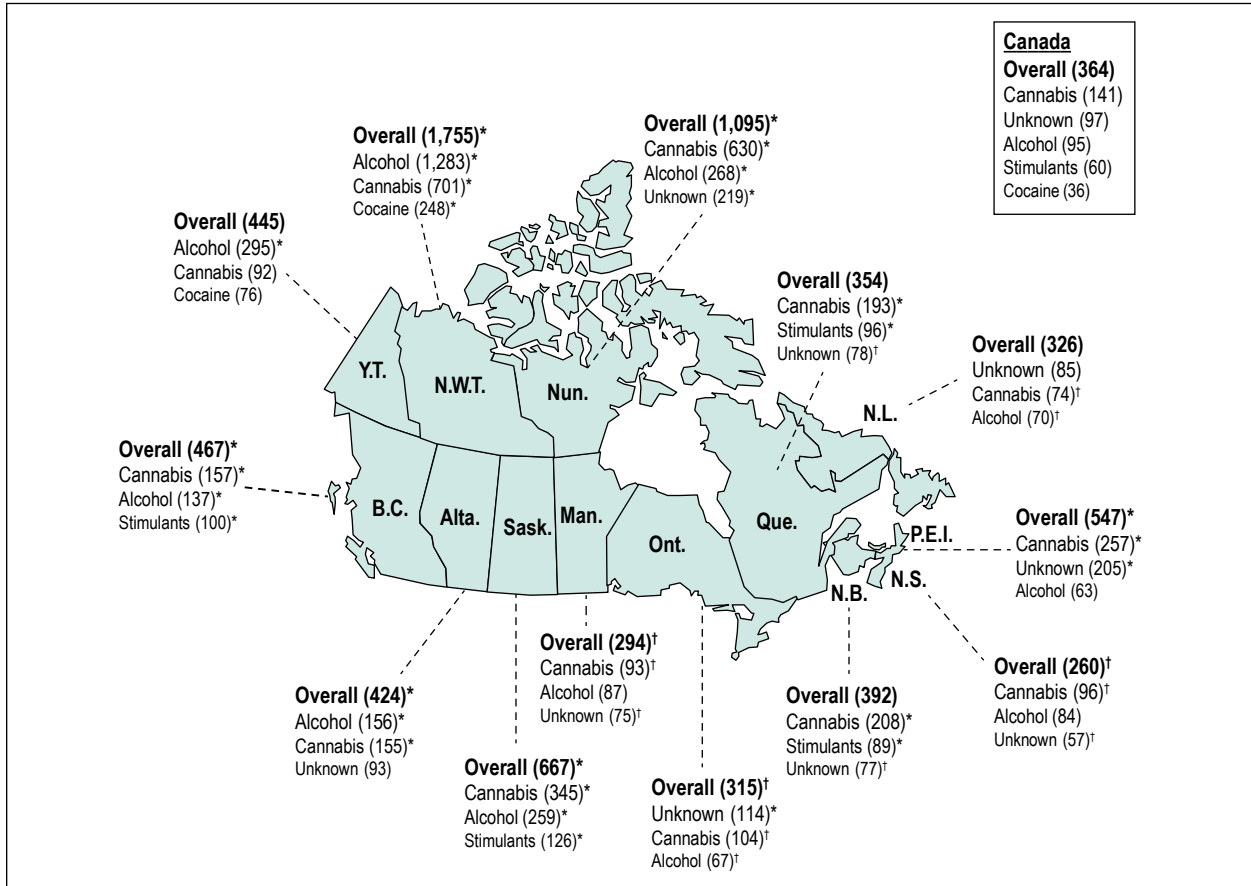 Canada
Overall (364)
Cannabis (141)
Unknown (97)
Alcohol (95)
Stimulants (60)
Cocaine (36)
Overall (1,755)*
Alcohol (1,283)*
Cannabis (701)*
Cocaine (248)*
Overall (1,095)*
Cannabis (630)*
Alcohol (268)*
Unknown (219)*
Overall (445)
Alcohol (295)*
Cannabis (92)
Cocaine (76)
Overall (354)
Cannabis (193)*
Stimulants (96)*
Unknown (78)†
Overall (326)
Unknown (85)
Cannabis (74)†
Alcohol (70)†
Y.T.
N.W.T.
Nun.
N.L.
Overall (467)*
Cannabis (157)*
Alcohol (137)*
Stimulants (100)*
B.C.
Alta.
Sask.
Man.
Ont.
Que.
P.E.I.
N.S.
N.B.
Overall (547)*
Cannabis (257)*
Unknown (205)*
Alcohol (63)
Overall (424)*
Alcohol (156)*
Cannabis (155)*
Unknown (93)
Overall (667)*
Cannabis (345)*
Alcohol (259)*
Stimulants (126)*
Overall (294)†
Cannabis (93)†
Alcohol (87)
Unknown (75)†
Overall (315)†
Unknown (114)*
Cannabis (104)†
Alcohol (67)†
Overall (392)
Cannabis (208)*
Stimulants (89)*
Unknown (77)†
Overall (260)†
Cannabis (96)†
Alcohol (84)
Unknown (57)†